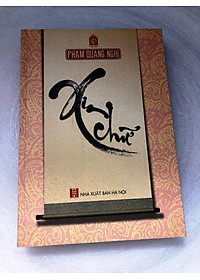 PHẠM QUANG NGHỊ
Xin
chữ
NHÀ XUẤT BẢN HÀ NỘI